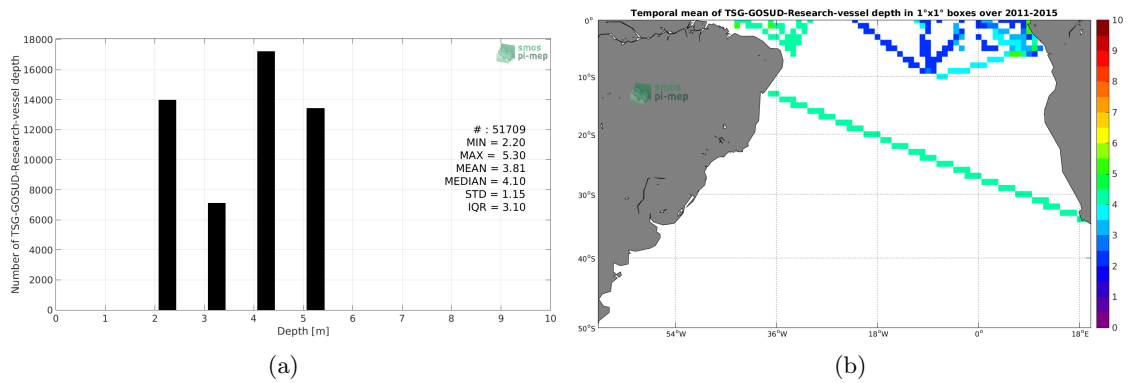 Number of TSG-GOSUD-Research-vessel depth
18000
16000
14000
12000
10000
8000
6000
4000
2000
0
smos
pi-mep
# : 51709
MIN = 2.20
MAX = 5.30
MEAN = 3.81
MEDIAN = 4.10
STD = 1.15
IQR = 3.10
0 1 2 3 4 5 6 7 8 9 10
Depth [m]
(a)
Temporal mean of TSG-GOSUD-Research-vessel depth in 1°x1° boxes over 2011-2015
0°
10°S
20°S
30°S
40°S
50°S
smos
pi-mep
54°W 36°W 18°W 0° 18°E
10
9
8
7
6
5
4
3
2
1
0
(b)